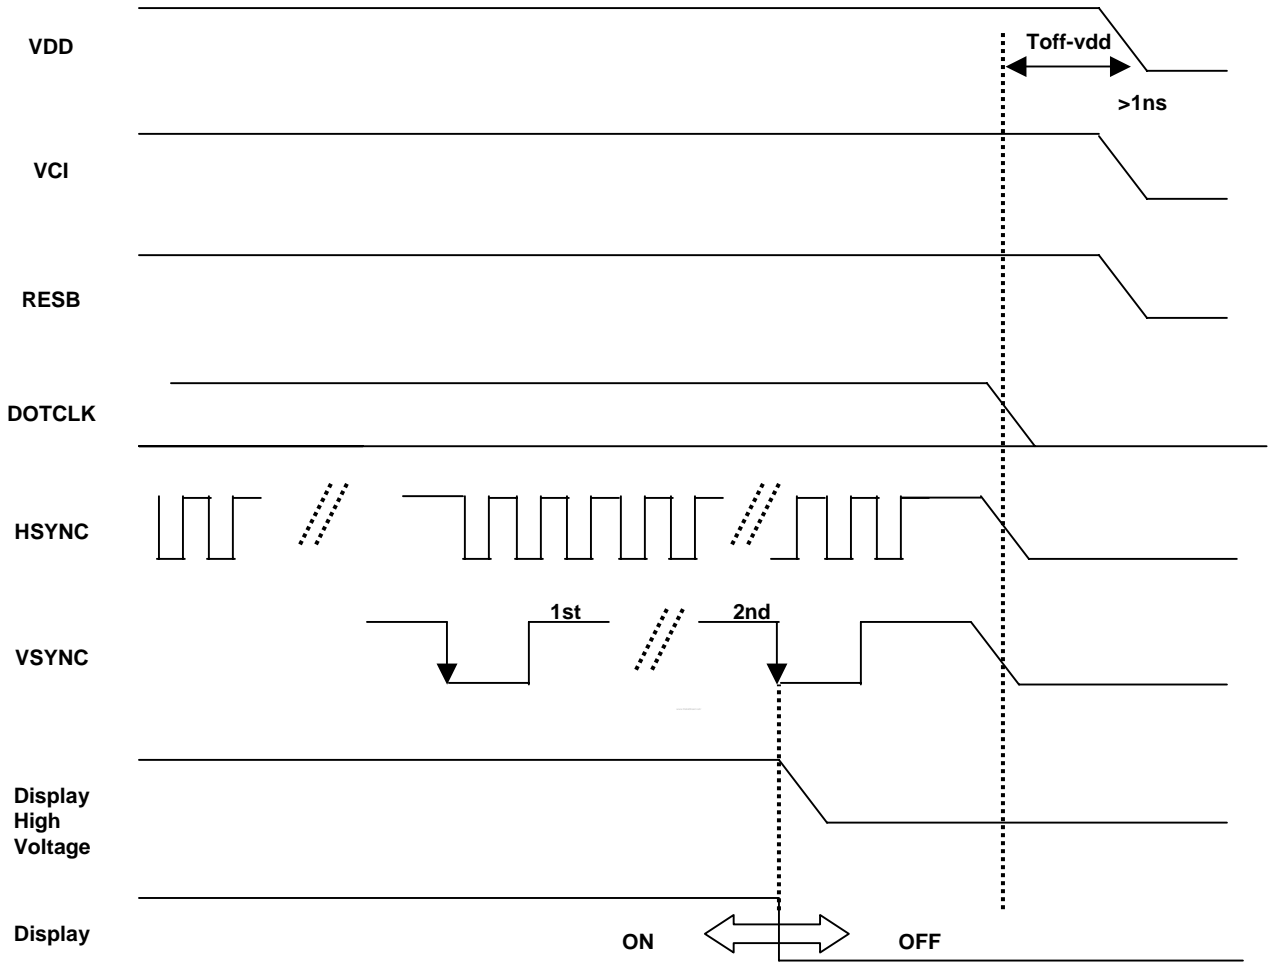 VDD
Toff-vdd
>1ns
VCI
RESB
DOTCLK
HSYNC
1st
2nd
VSYNC
Display
High
Voltage
Display
ON
OFF